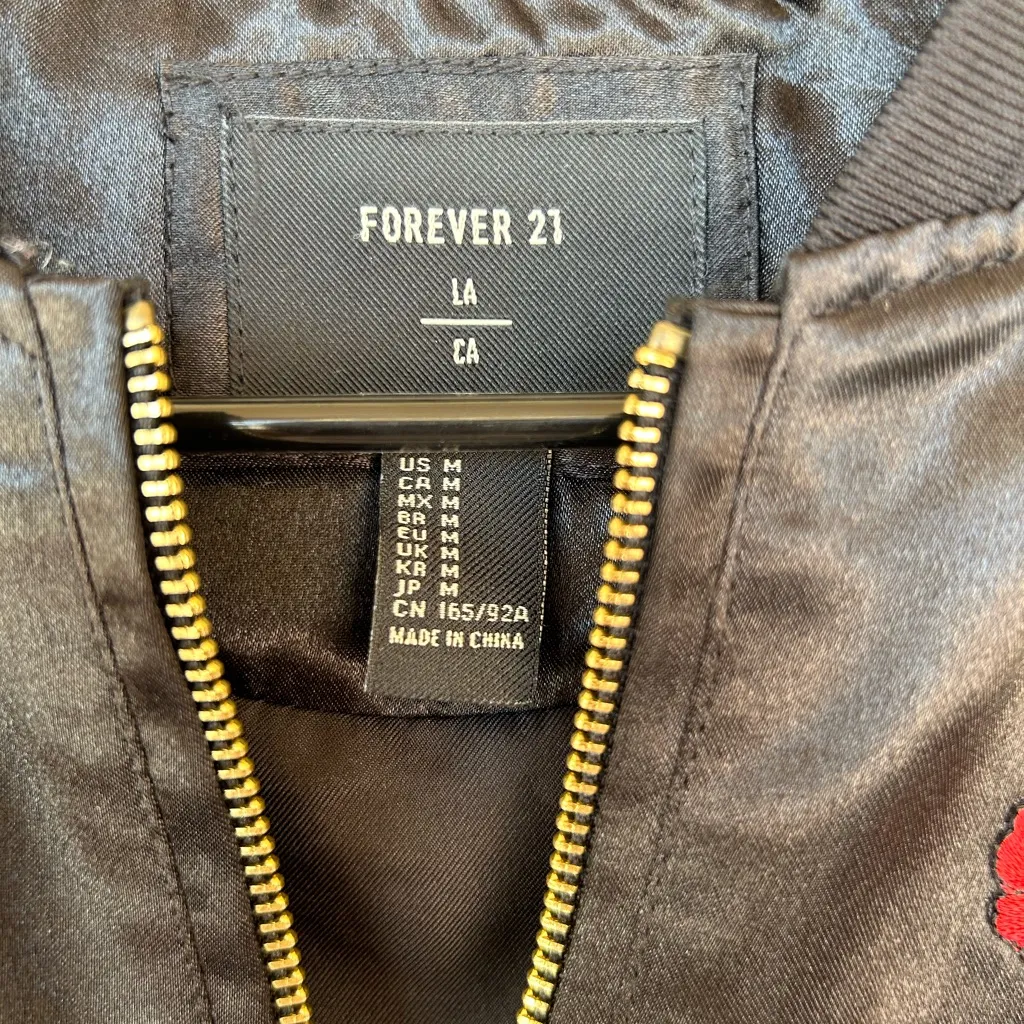 FOREVER 21
LA
CA
US M
CA M
MX M
BR M
EU M
UK M
KR M
JP M
CN 165/92A
MADE IN CHINA